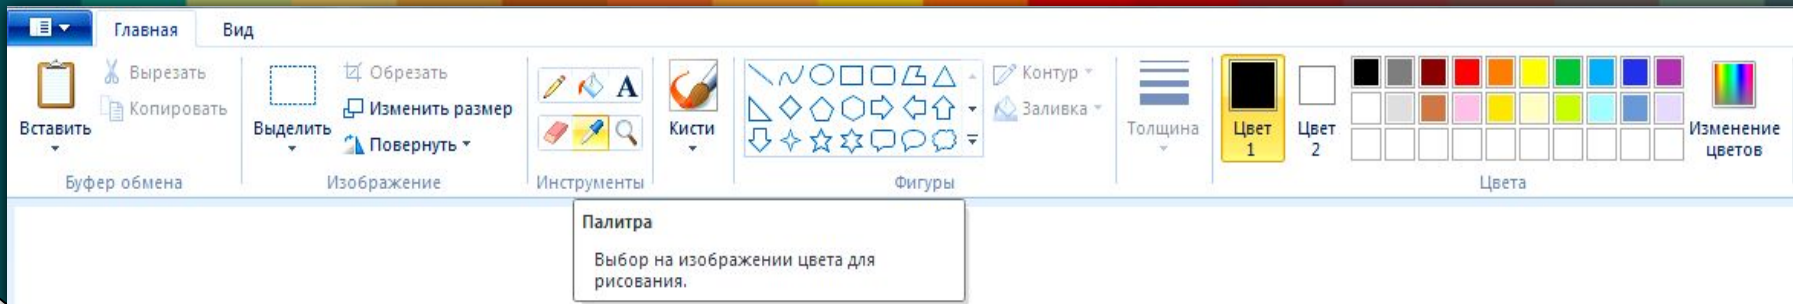 Главная Вид
Вставить
Вырезать
Копировать
Буфер обмена
Выделить
Обрезать
Изменить размер
Повернуть
Изображение
A
Инструменты
Кисти
Контур
Заливка
Фигуры
Толщина
Цвет
1
Цвет
2
Изменение
цветов
Цвета
Палитра
Выбор на изображении цвета для
рисования.